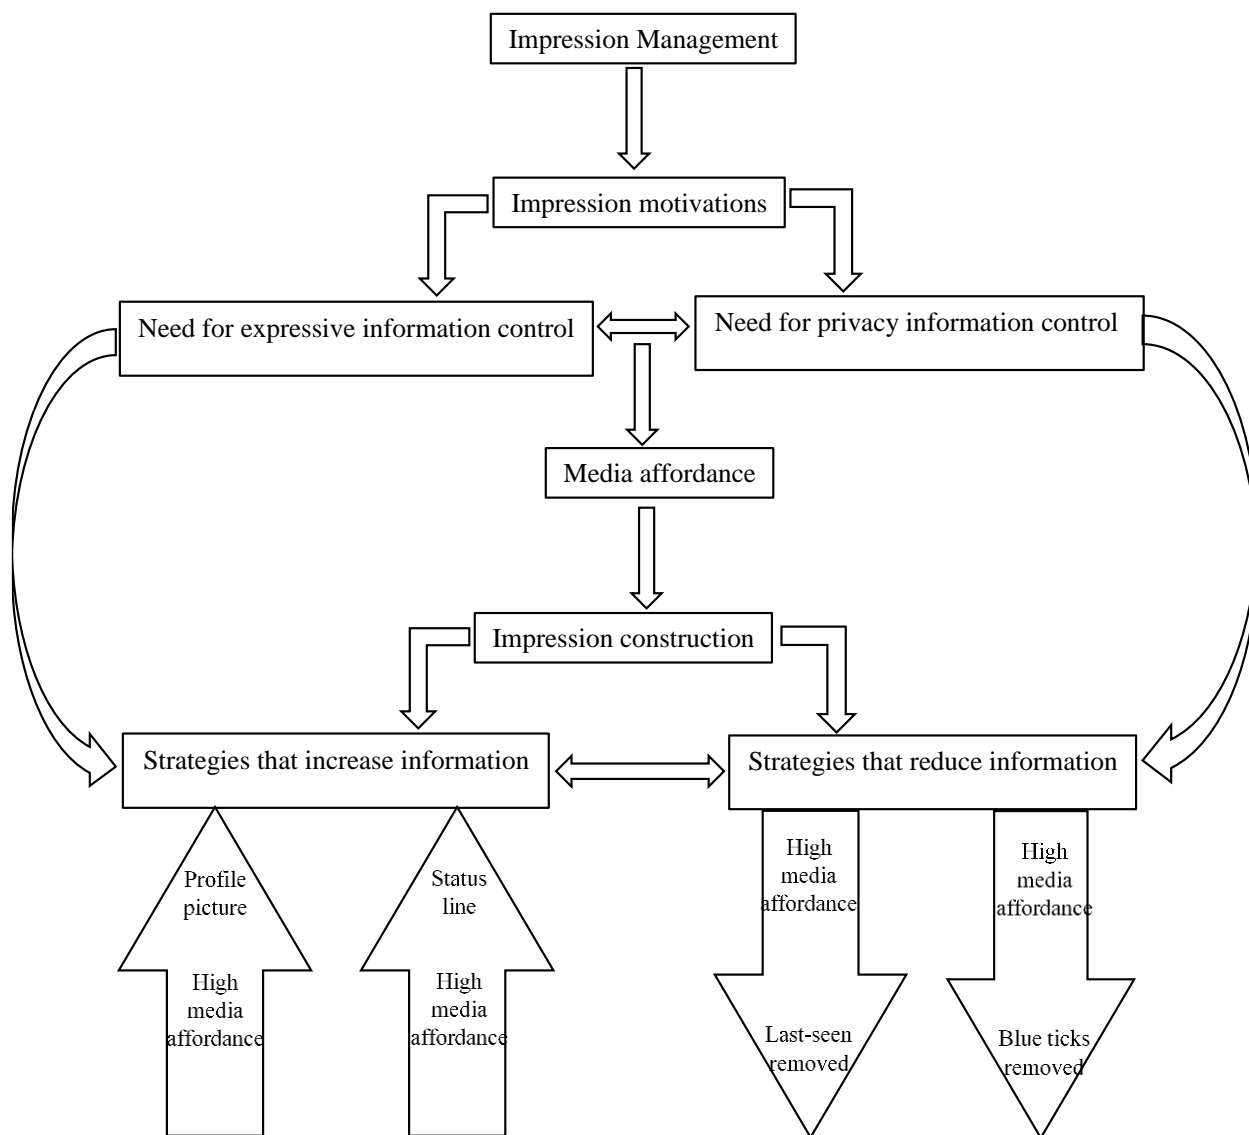 Impression Management
Impression motivations
Need for expressive information control
Need for privacy information control
Media affordance
Impression construction
Strategies that increase information
Strategies that reduce information
Profile
picture
High
media
affordance
Status
line
High
media
affordance
High
media
affordance
Last-seen
removed
High
media
affordance
Blue ticks
removed